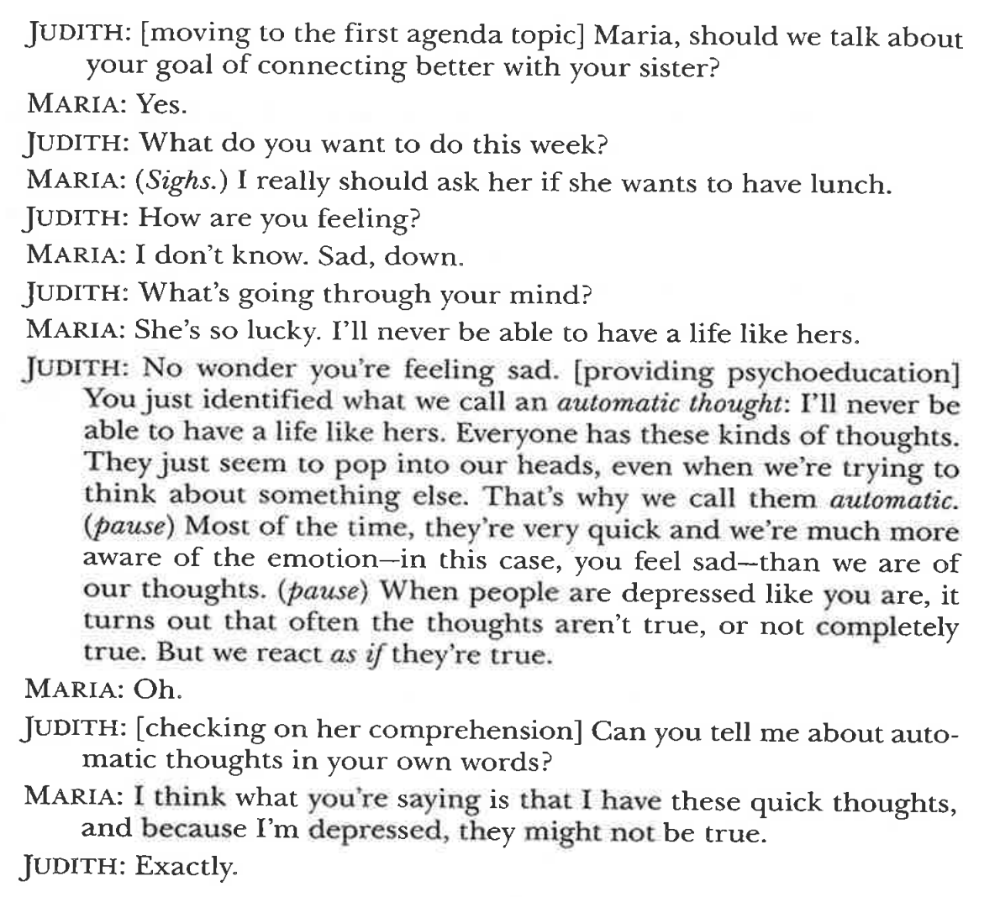 JUDITH: [moving to the first agenda topic] Maria, should we talk about
your goal of connecting better with your sister?
MARIA: Yes.
JUDITH: What do you want to do this week?
MARIA: (Sighs.) I really should ask her if she wants to have lunch.
JUDITH: How are you feeling?
MARIA: I don't know. Sad, down.
JUDITH: What's going through your mind?
MARIA: She's so lucky. I'll never be able to have a life like hers.
JUDITH: No wonder you're feeling sad. [providing psychoeducation]
You just identified what we call an automatic thought: I'll never be
able to have a life like hers. Everyone has these kinds of thoughts.
They just seem to pop into our heads, even when we're trying to
think about something else. That's why we call them automatic.
(pause) Most of the time, they're very quick and we're much more
aware of the emotion—in this case, you feel sad—than we are of
our thoughts. (pause) When people are depressed like you are, it
turns out that often the thoughts aren't true, or not completely
true. But we react as if they're true.
MARIA: Oh.
JUDITH: [checking on her comprehension] Can you tell me about auto-
matic thoughts in your own words?
MARIA: I think what you're saying is that I have these quick thoughts,
and because I'm depressed, they might not be true.
JUDITH: Exactly.